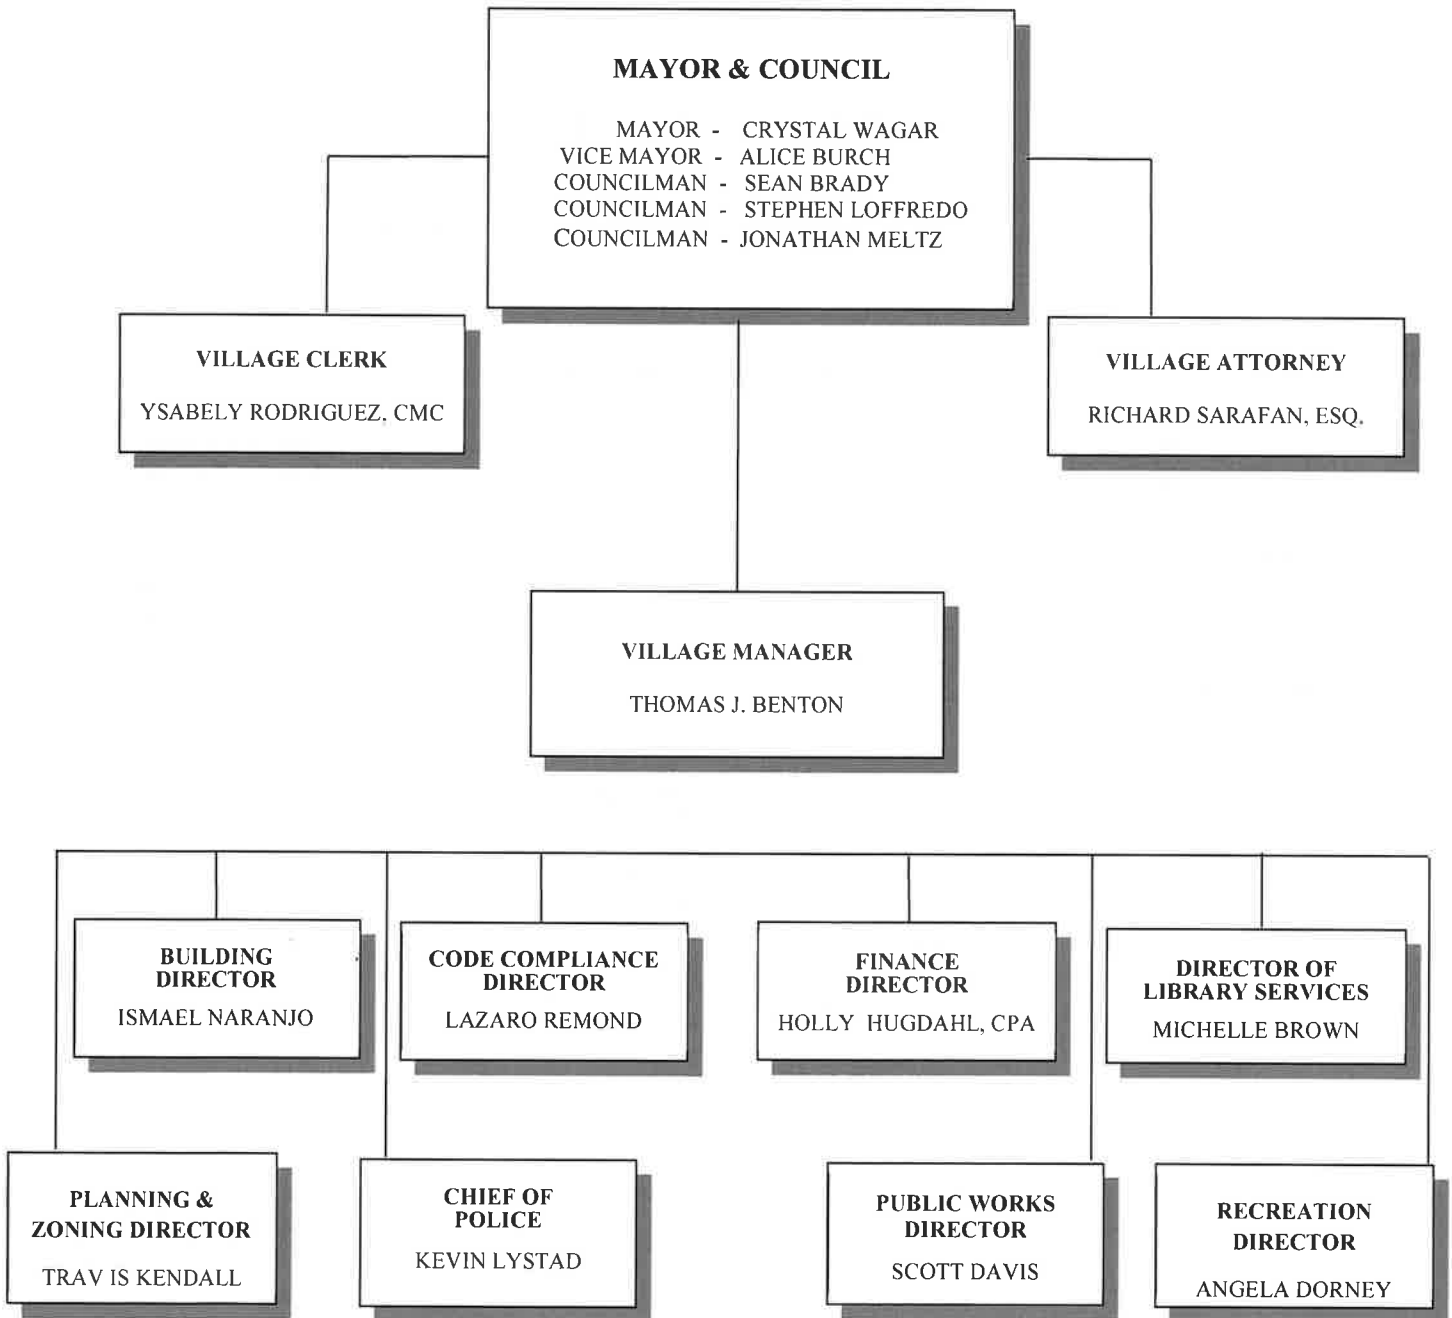 MAYOR & COUNCIL
MAYOR - CRYSTAL WAGAR
VICE MAYOR - ALICE BURCH
COUNCILMAN - SEAN BRADY
COUNCILMAN - STEPHEN LOFFREDO
COUNCILMAN - JONATHAN MELTZ
VILLAGE CLERK
YSABELY RODRIGUEZ, CMC
VILLAGE ATTORNEY
RICHARD SARAFAN, ESQ.
VILLAGE MANAGER
THOMAS J. BENTON
BUILDING
DIRECTOR
ISMAEL NARANJO
CODE COMPLIANCE
DIRECTOR
LAZARO REMOND
FINANCE
DIRECTOR
HOLLY HUGDAHL, CPA
DIRECTOR OF
LIBRARY SERVICES
MICHELLE BROWN
PLANNING &
ZONING DIRECTOR
TRAV IS KENDALL
CHIEF OF
POLICE
KEVIN LYSTAD
PUBLIC WORKS
DIRECTOR
SCOTT DAVIS
RECREATION
DIRECTOR
ANGELA DORNEY